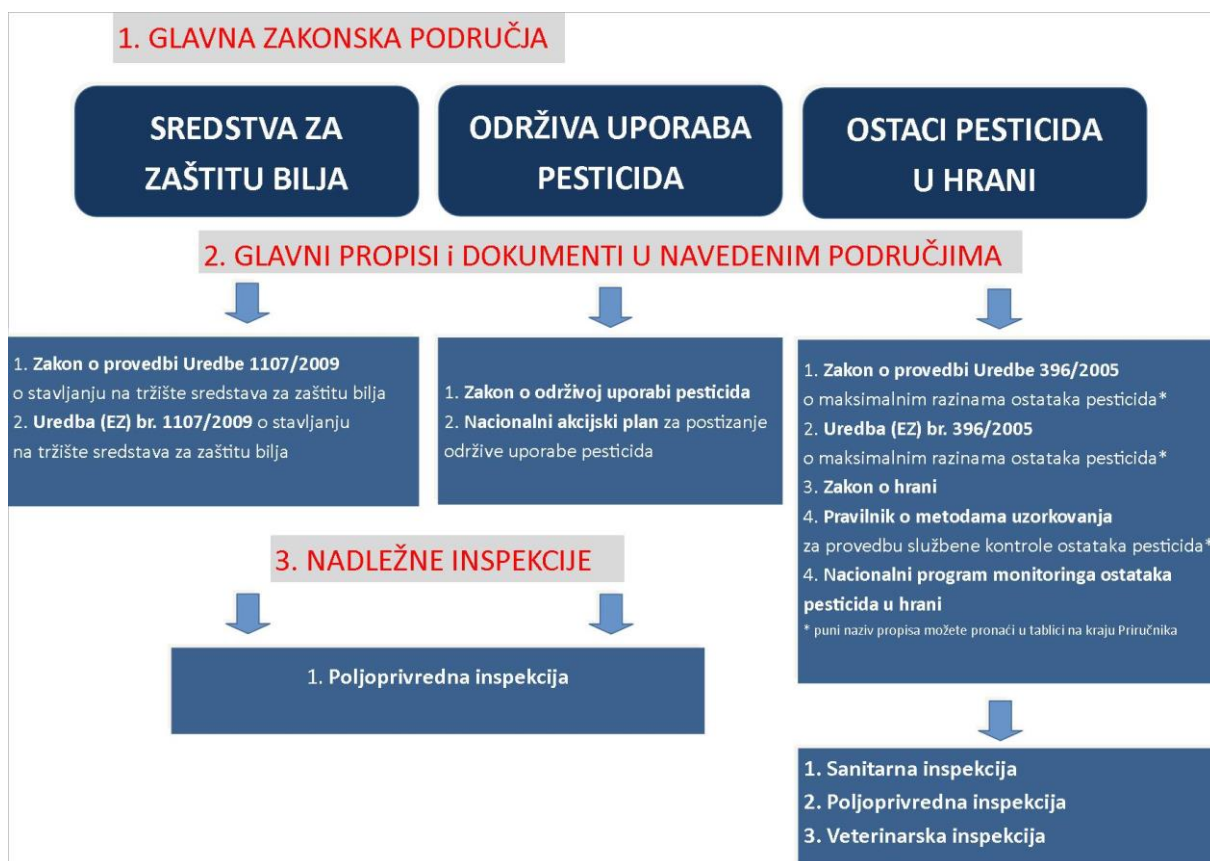 1. GLAVNA ZAKONSKA PODRUČJA
SREDSTVA ZA
ZAŠTITU BILJA
ODRŽIVA UPORABA
PESTICIDA
OSTACI PESTICIDA
U HRANI
2. GLAVNI PROPISI i DOKUMENTI U NAVEDENIM PODRUČJIMA
1. Zakon o provedbi Uredbe 1107/2009
o stavljanju na tržište sredstava za zaštitu bilja
2. Uredba (EZ) br. 1107/2009 o stavljanju
na tržište sredstava za zaštitu bilja
1. Zakon o održivoj uporabi pesticida
2. Nacionalni akcijski plan za postizanje
održive uporabe pesticida
1. Zakon o provedbi Uredbe 396/2005
o maksimalnim razinama ostataka pesticida*
2. Uredba (EZ) br. 396/2005
o maksimalnim razinama ostataka pesticida*
3. Zakon o hrani
4. Pravilnik o metodama uzorkovanja
za provedbu službene kontrole ostataka pesticida*
4. Nacionalni program monitoringa ostataka
pesticida u hrani
* puni naziv propisa možete pronaći u tablici na kraju Priručnika
3. NADLEŽNE INSPEKCIJE
1. Poljoprivredna inspekcija
1. Sanitarna inspekcija
2. Poljoprivredna inspekcija
3. Veterinarska inspekcija